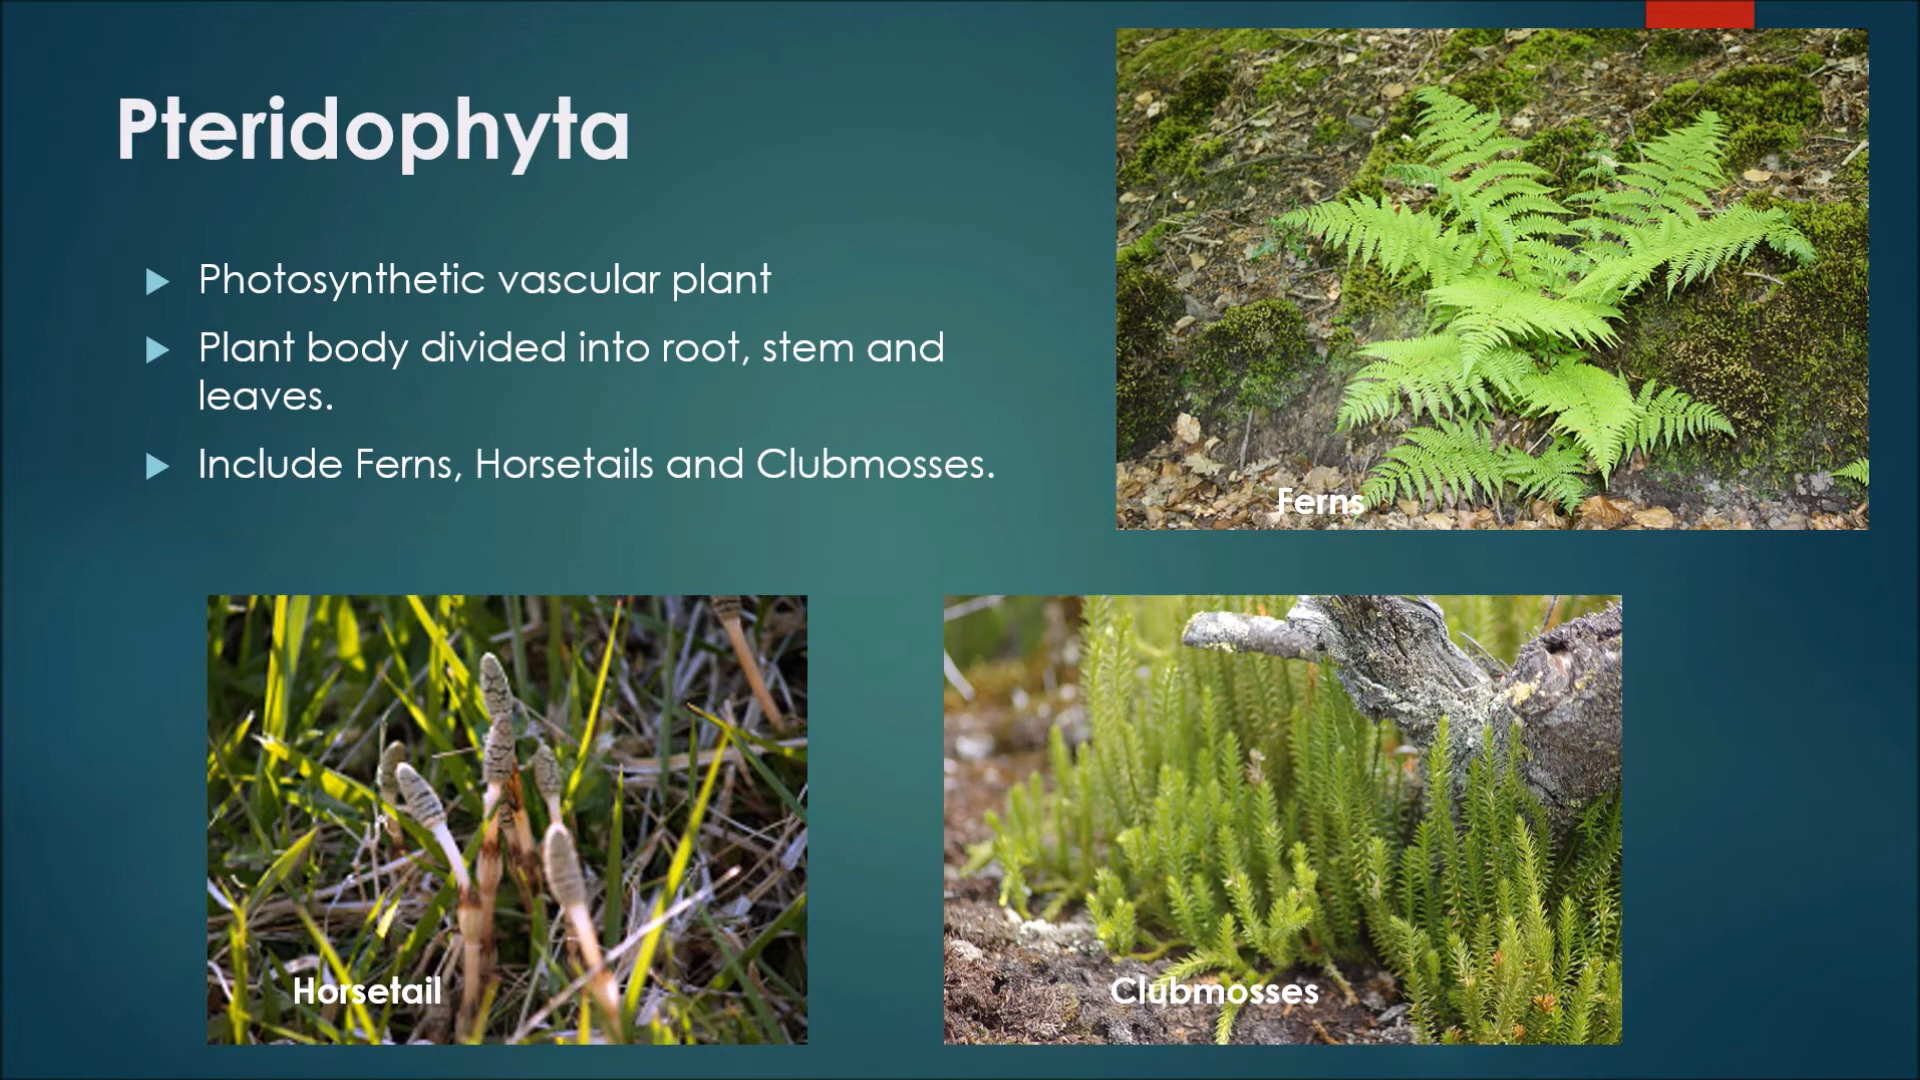 Pteridophyta
Photosynthetic vascular plant
Plant body divided into root, stem and
leaves.
Include Ferns, Horsetails and Clubmosses.
Ferns
Horsetail
Clubmosses